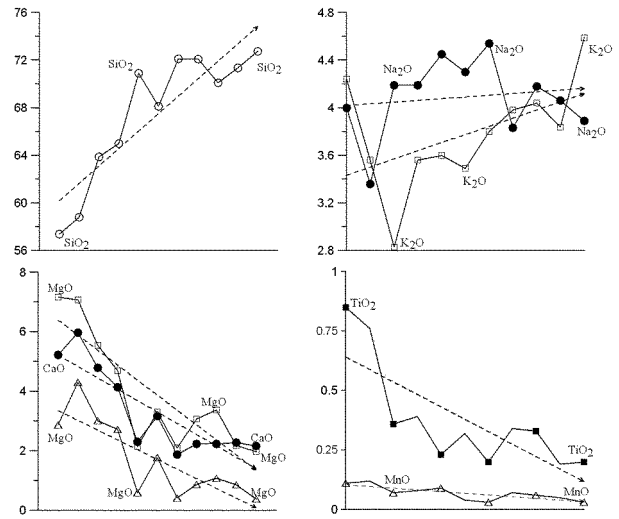 76
72
68
64
60
56
SiO2
SiO2
SiO2
4.8
4.4
4
3.6
3.2
2.8
Na2O
K2O
Na2O
K2O
K2O
8
6
4
2
0
MgO
CaO
MgO
MgO
MgO
CaO
MgO
MgO
1
0.75
0.5
0.25
0
TiO2
TiO2
MnO
MnO